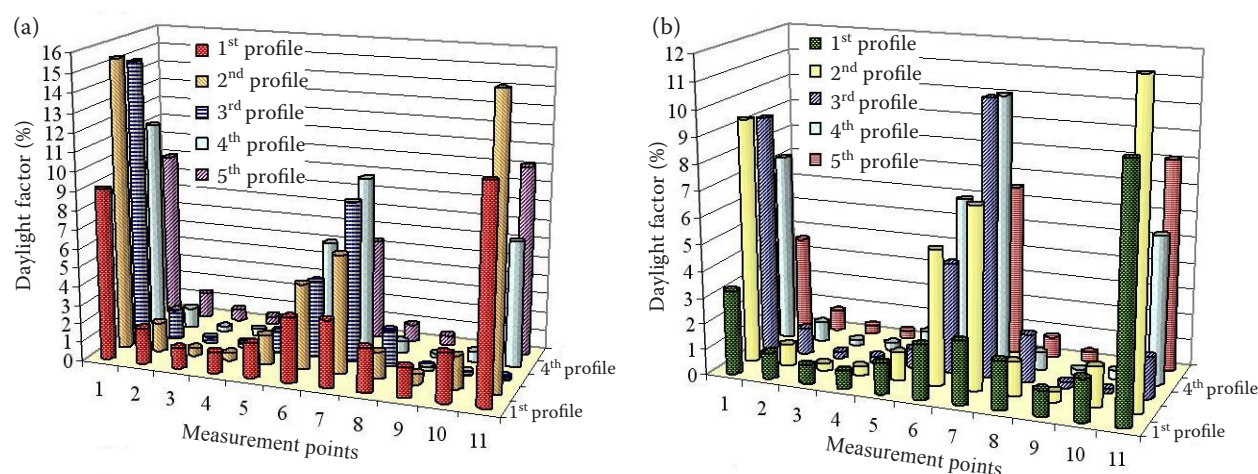 (a)
Daylight factor (%)
16
15
14
13
12
11
10
9
8
7
6
5
4
3
2
1
0
1st profile
2nd profile
3rd profile
4th profile
5th profile
1 2 3 4 5 6 7 8 9 10 11
Measurement points
1st profile
4th profile
(b)
Daylight factor (%)
12
11
10
9
8
7
6
5
4
3
2
1
0
1st profile
2nd profile
3rd profile
4th profile
5th profile
1 2 3 4 5 6 7 8 9 10 11
Measurement points
1st profile
4th profile